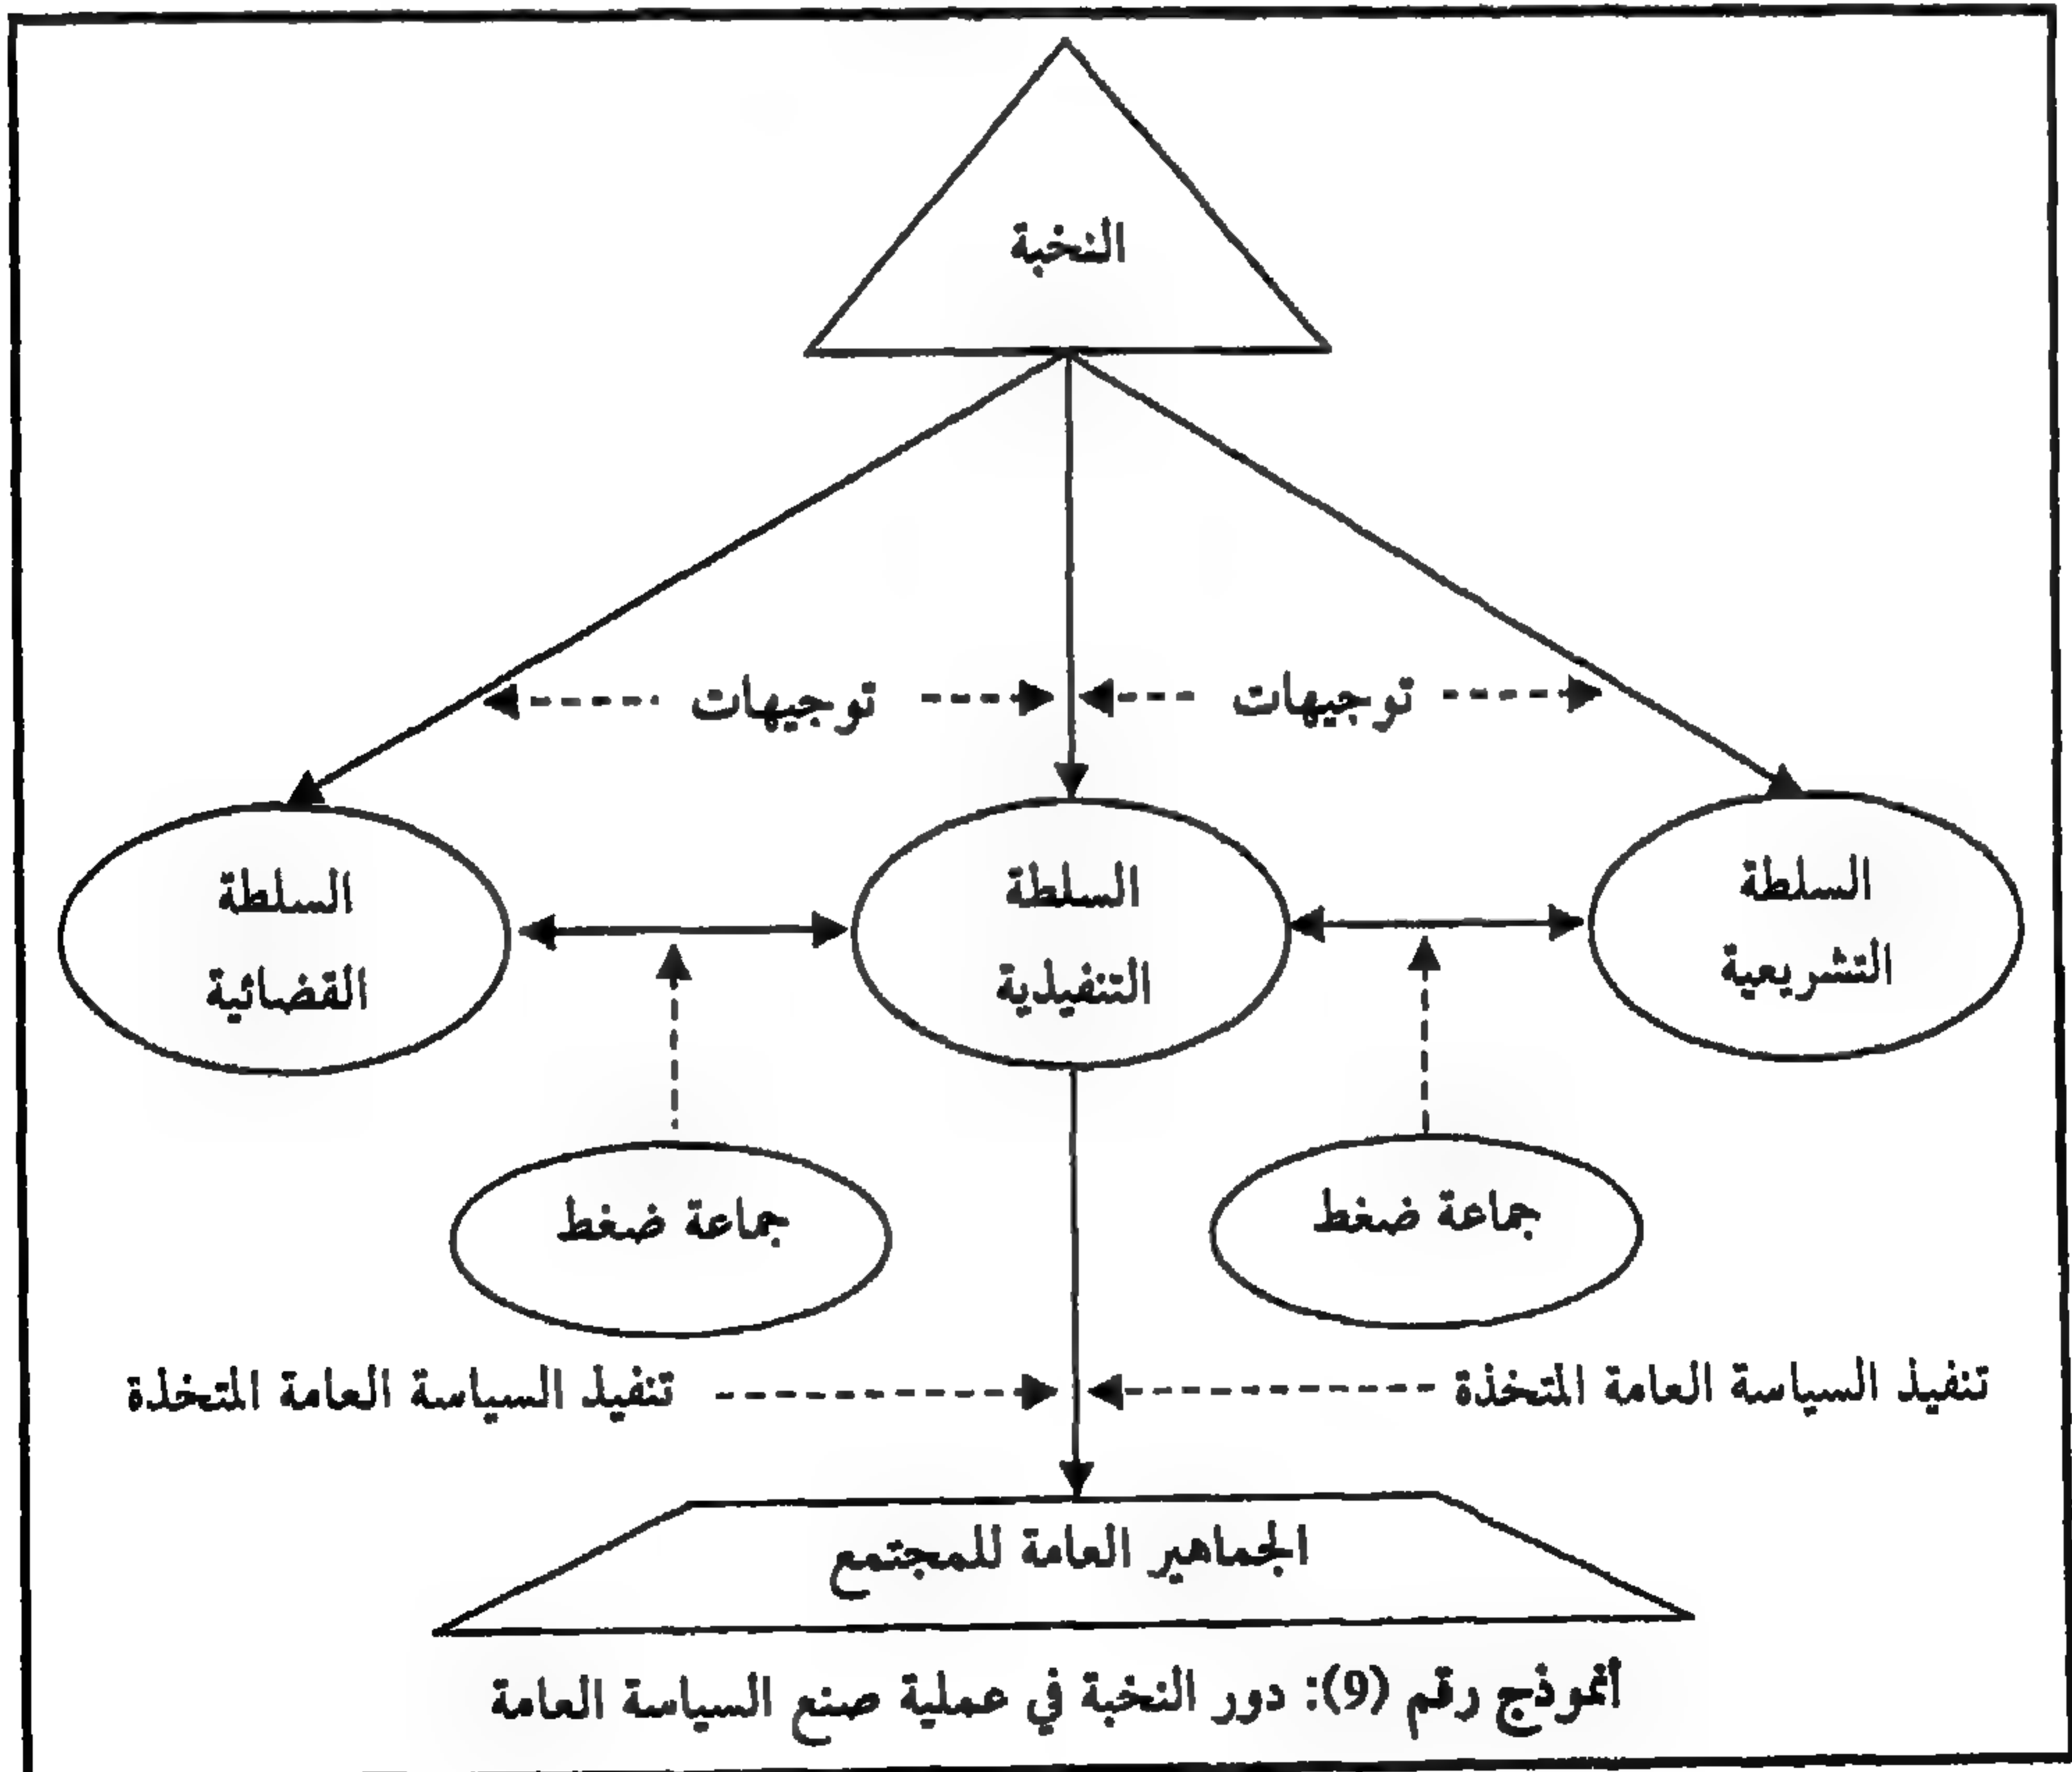 النخبة
توجيهات
توجيهات
السلطة
التشريعية
السلطة
التنفيذية
السلطة
القضائية
جماعة ضغط
جماعة ضغط
تنفيذ السياسة العامة المتخذة
تنفيذ السياسة العامة المتخذة
الجماهير العامة للمجتمع
أنموذج رقم (9): دور النخبة في عملية صنع السياسة العامة